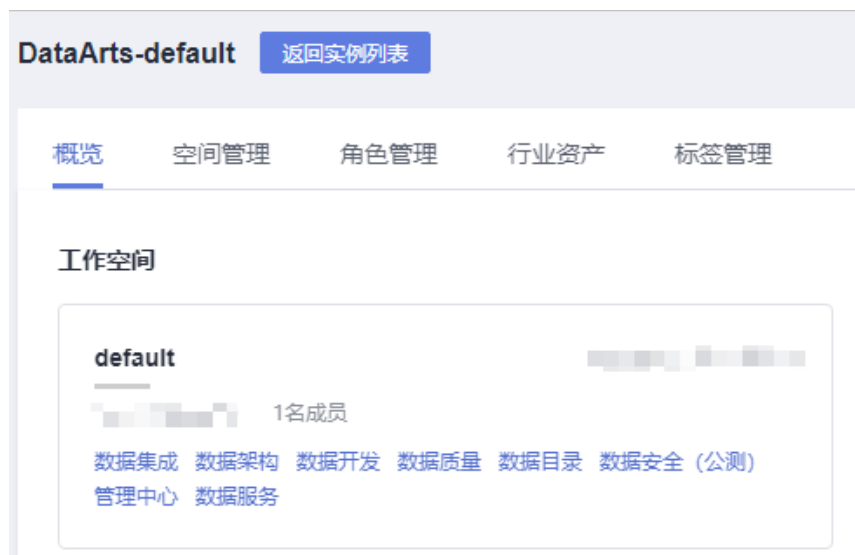 DataArts-default 返回实例列表
概览 空间管理 角色管理 行业资产 标签管理
工作空间
default
1名成员
数据集成 数据架构 数据开发 数据质量 数据目录 数据安全（公测）
管理中心 数据服务